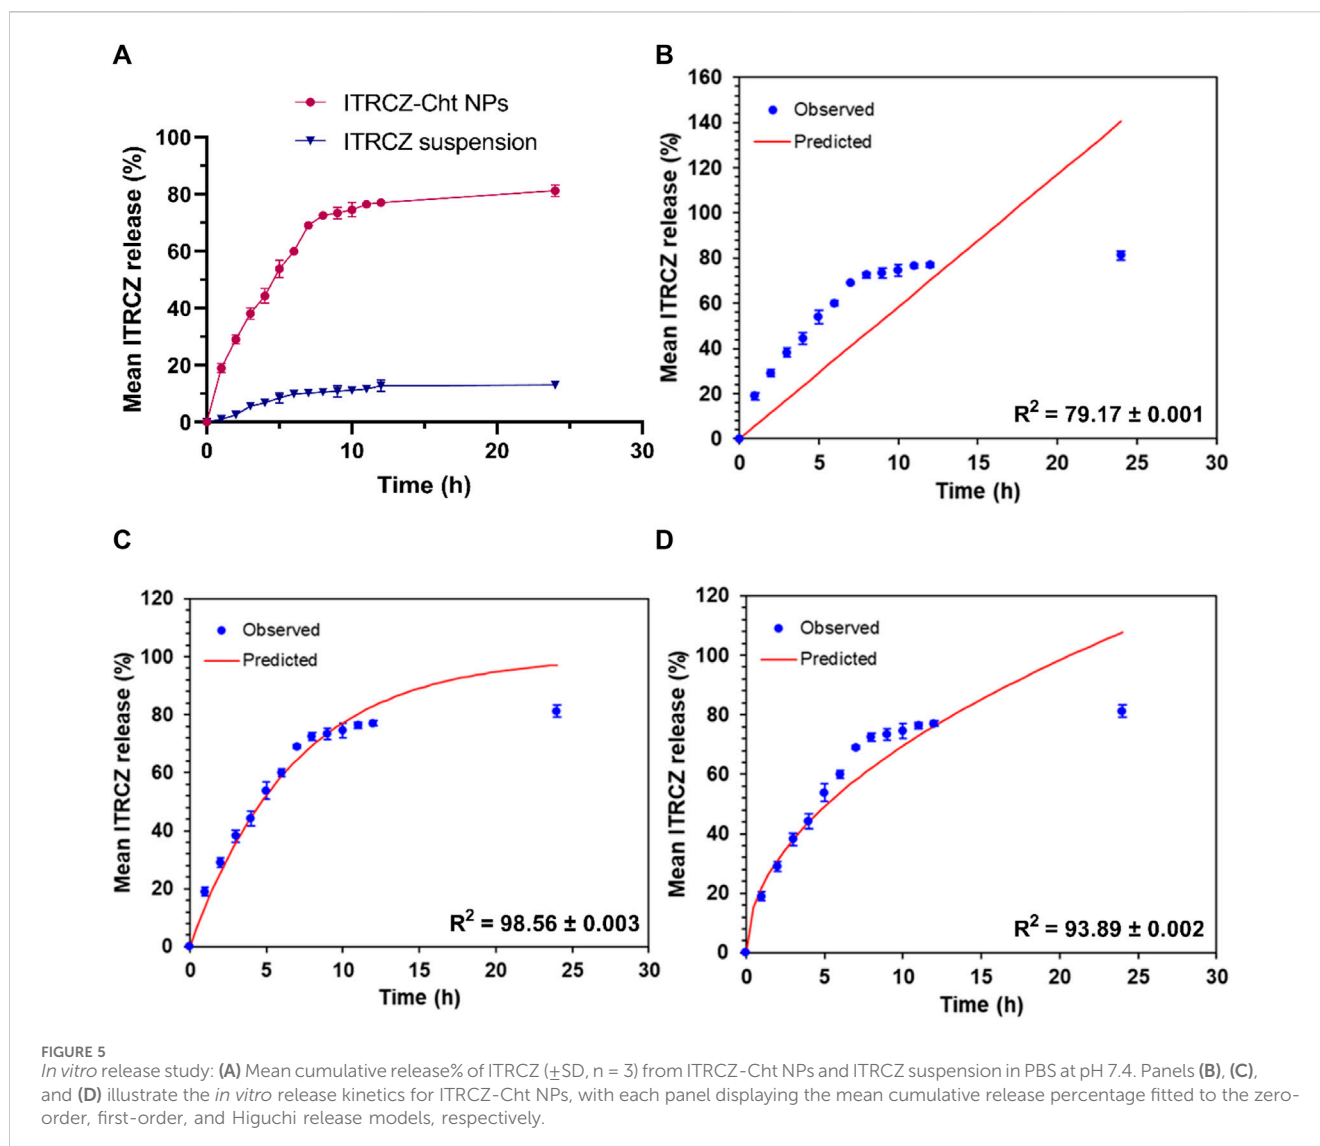 A
ITRCZ-Cht NPs
ITRCZ suspension
Mean ITRCZ release (%)
100
80
60
40
20
0
0 10 20 30
Time (h)
B
Observed
Predicted
Mean ITRCZ release (%)
160
140
120
100
80
60
40
20
0
R² = 79.17 ± 0.001
0 5 10 15 20 25 30
Time (h)
C
Observed
Predicted
Mean ITRCZ release (%)
120
100
80
60
40
20
0
R² = 98.56 ± 0.003
0 5 10 15 20 25 30
Time (h)
D
Observed
Predicted
Mean ITRCZ release (%)
120
100
80
60
40
20
0
R² = 93.89 ± 0.002
0 5 10 15 20 25 30
Time (h)
FIGURE 5
In vitro release study: (A) Mean cumulative release% of ITRCZ (±SD, n = 3) from ITRCZ-Cht NPs and ITRCZ suspension in PBS at pH 7.4. Panels (B), (C),
and (D) illustrate the in vitro release kinetics for ITRCZ-Cht NPs, with each panel displaying the mean cumulative release percentage fitted to the zero-
order, first-order, and Higuchi release models, respectively.